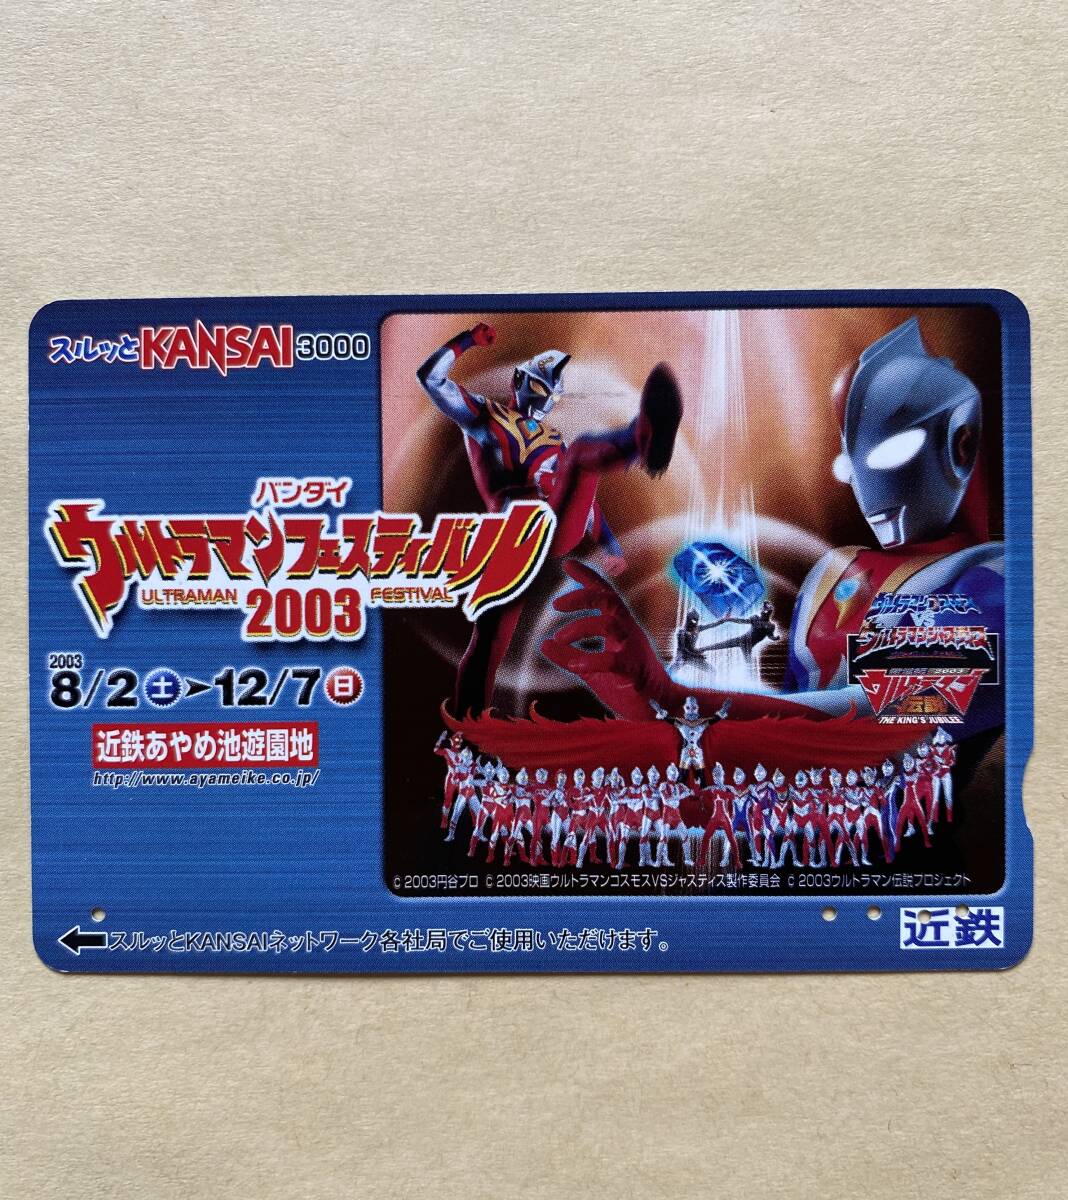 スルッとKANSAI3000
バンダイ
ウルトラマンフェスティバル
ULTRAMAN 2003 FESTIVAL
2003
8/2土➤12/7日
近鉄あやめ池遊園地
http://www.ayameike.co.jp/
ウルトラマンコスモス
VS
ウルトラマンジャスティス
ウルトラマン
伝説
THE KING'S JUBILEE
©2003円谷プロ ©2003映画ウルトラマンコスモスVSジャスティス製作委員会 ©2003ウルトラマン伝説プロジェクト
←スルッとKANSAIネットワーク各社局でご使用いただけます。
近鉄